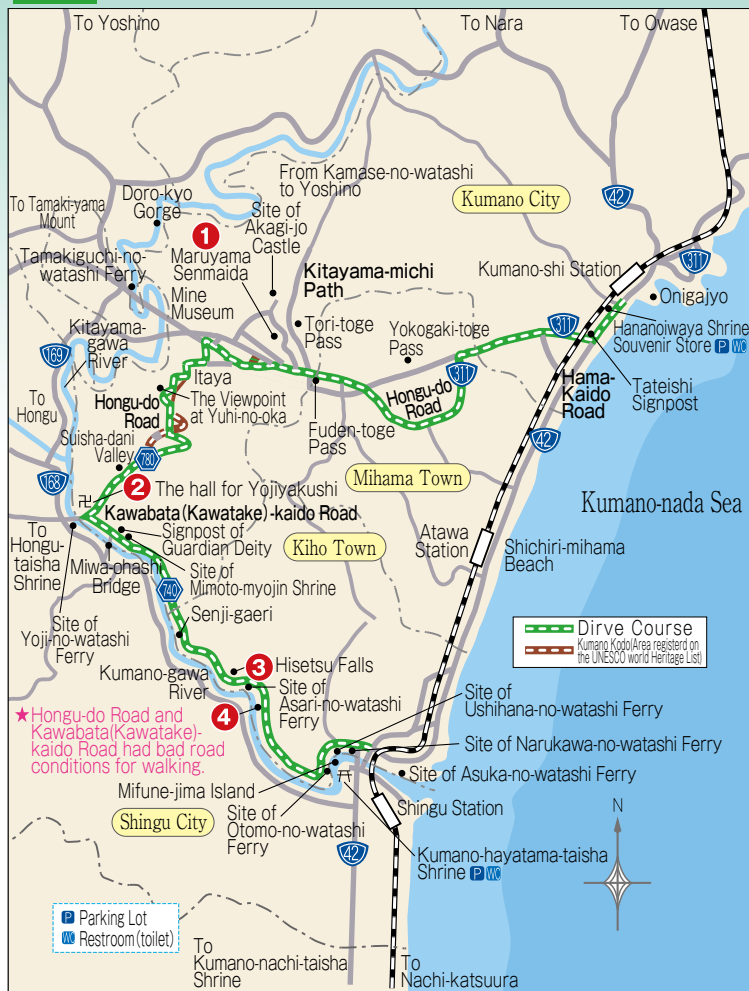 To Yoshino
To Nara
To Owase
From Kamase-no-watashi
to Yoshino
Kumano City
42
311
Doro-kyo
Gorge
To Tamaki-yama
Mount
Site of
Akagi-jo
Castle
1
Maruyama
Senmaida
Tamakiguchi-no-
watashi Ferry
Mine
Museum
Kitayama-michi
Path
Kumano-shi Station
Onigajyo
Hananoiwaya Shrine
Souvenir Store P WC
Tori-toge
Pass
Yokogaki-toge
Pass
311
Kitayama-
gawa
River
169
Itaya
The Viewpoint
at Yuhi-no-oka
Hongu-do
Road
311
Hongu-do
Road
Hama-
Kaido
Road
Tateishi
Signpost
To
Hongu
Fuden-toge
Pass
42
Suisha-dani
Valley
780
Mihama Town
168
2 The hall for Yojiyakushi
Kumano-nada Sea
Kawabata(Kawatake)-kaido Road
To
Hongu-
taisha
Shrine
Signpost of
Guardian Deity
Kiho Town
Atawa
Station
Shichiri-mihama
Beach
Miwa-ohashi
Bridge
Site of
Mimoto-myojin Shrine
740
Site of
Yoji-no-watashi
Ferry
Senji-gaeri
Dirve Course
Kumano Kodo(Area registerd on
the UNESCO world Heritage List)
Kumano-gawa
River
3 Hisetsu Falls
Site of
Asari-no-watashi
Ferry
4
★Hongu-do Road and
Kawabata(Kawatake)-
kaido Road had bad road
conditions for walking.
Site of
Ushihana-no-watashi Ferry
Site of Narukawa-no-watashi Ferry
Site of Asuka-no-watashi Ferry
Mifune-jima Island
Shingu City
Site of
Otomo-no-watashi
Ferry
Shingu Station
42
Kumano-hayatama-taisha
Shrine P WC
N
P Parking Lot
WC Restroom(toilet)
To
Kumano-nachi-taisha
Shrine
To
Nachi-katsuura